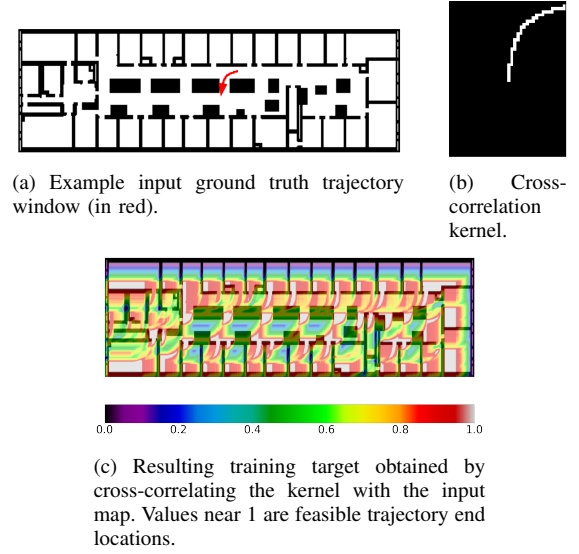 (a) Example input ground truth trajectory
window (in red).
(b) Cross-
correlation
kernel.
0.0 0.2 0.4 0.6 0.8 1.0
(c) Resulting training target obtained by
cross-correlating the kernel with the input
map. Values near 1 are feasible trajectory end
locations.